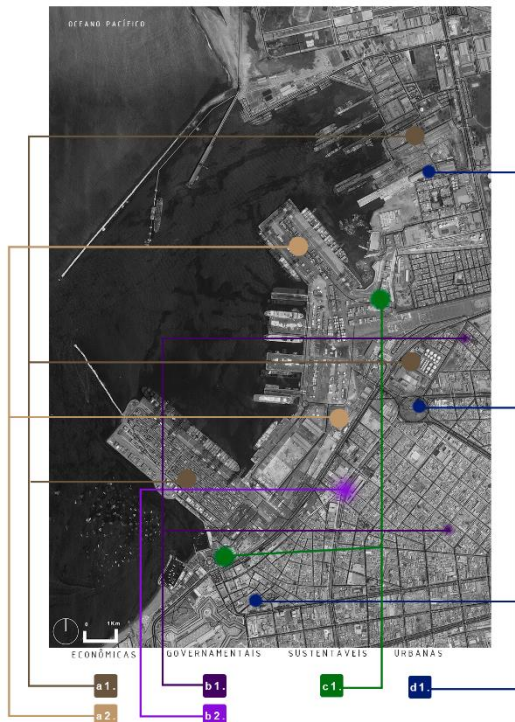 OCEANO PACÍFICO
0 1Km
ECONÔMICAS GOVERNAMENTAIS SUSTENTÁVEIS URBANAS
a1. b1. c1. d1.
a2. b2.